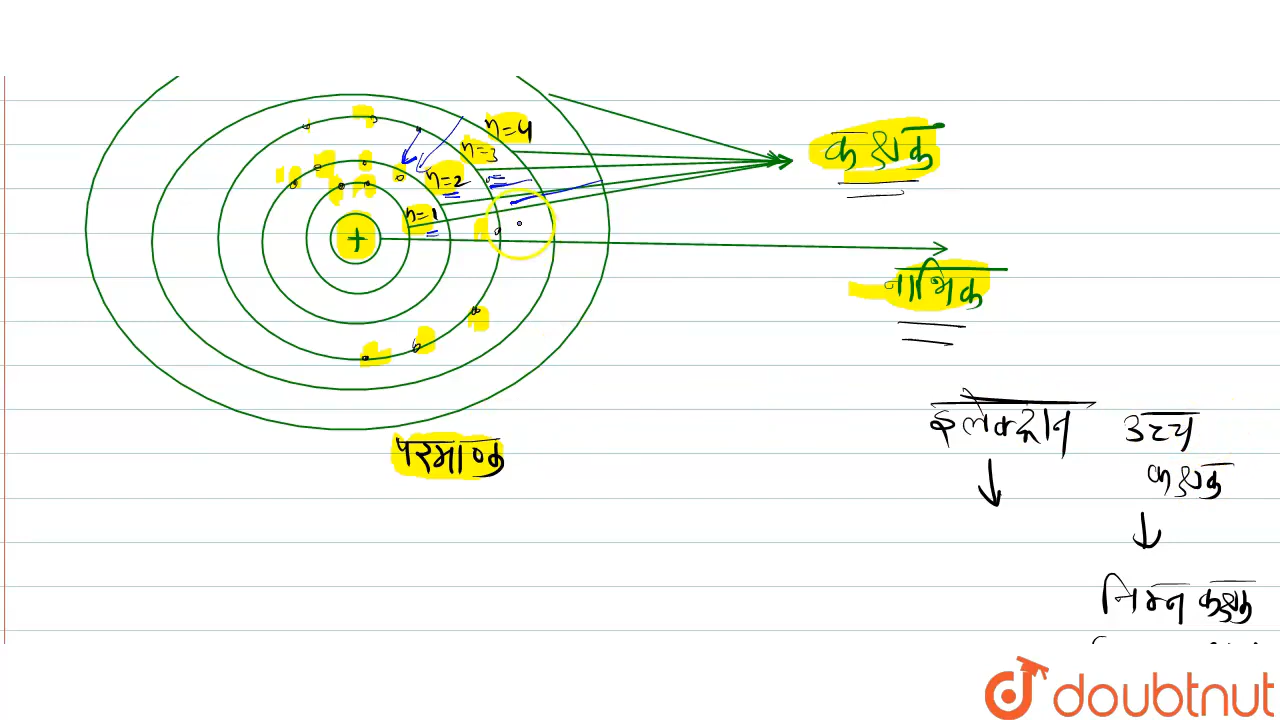 n=4
n=3
n=2
n=1
+
कक्षक
नाभिक
परमाणु
इलेक्ट्रान उच्च
कक्षक
निम्न कक्षक
doubtnut